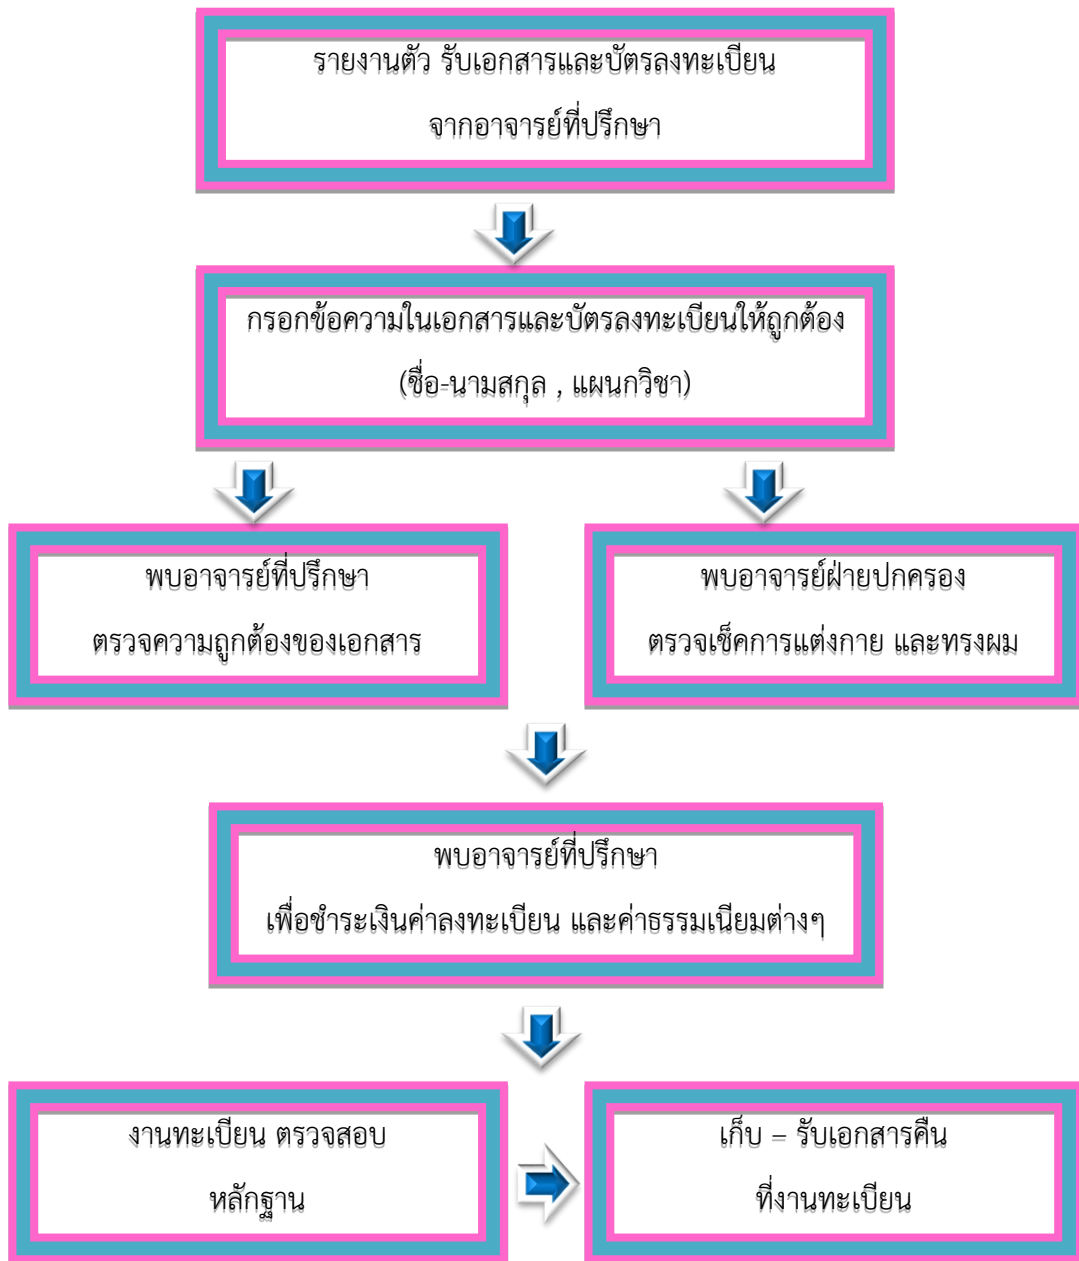 รายงานตัว รับเอกสารและบัตรลงทะเบียน
จากอาจารย์ที่ปรึกษา
กรอกข้อความในเอกสารและบัตรลงทะเบียนให้ถูกต้อง
(ชื่อ-นามสกุล , แผนกวิชา)
พบอาจารย์ที่ปรึกษา
ตรวจความถูกต้องของเอกสาร
พบอาจารย์ฝ่ายปกครอง
ตรวจเช็คการแต่งกาย และทรงผม
พบอาจารย์ที่ปรึกษา
เพื่อชำระเงินค่าลงทะเบียน และค่าธรรมเนียมต่างๆ
งานทะเบียน ตรวจสอบ
หลักฐาน
เก็บ – รับเอกสารคืน
ที่งานทะเบียน